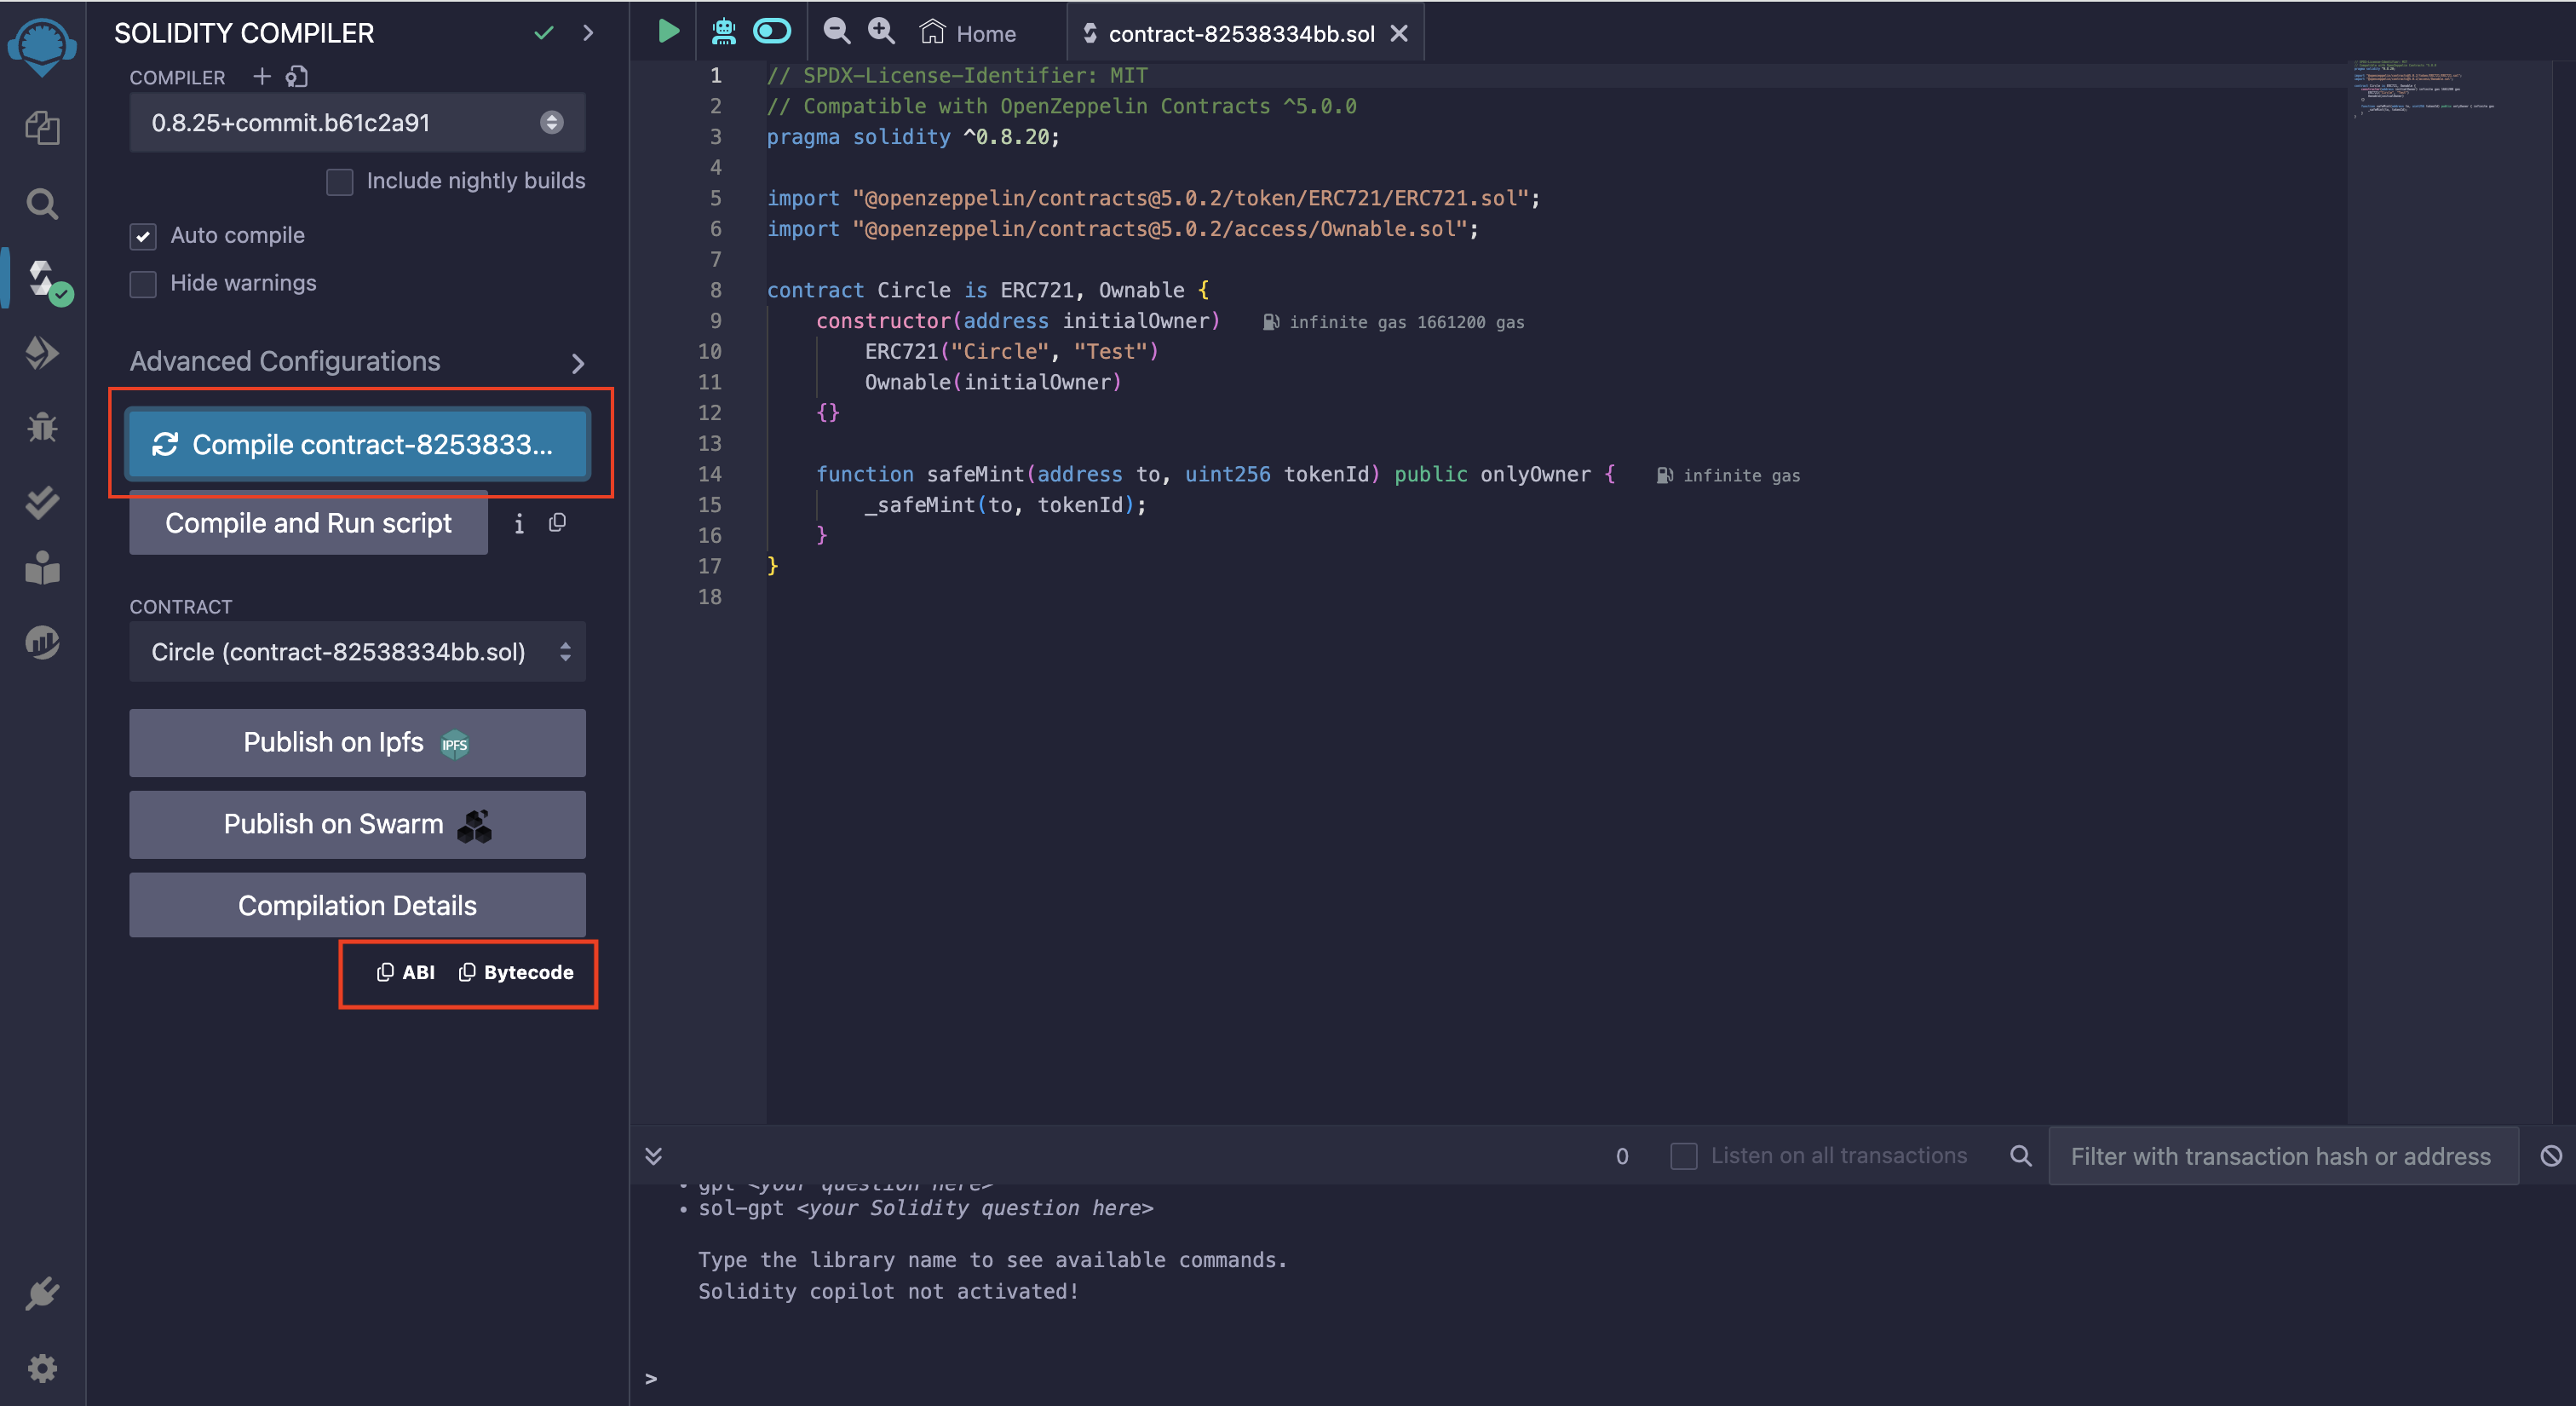 SOLIDITY COMPILER
COMPILER
0.8.25+commit.b61c2a91
Include nightly builds
Auto compile
Hide warnings
Advanced Configurations
Compile contract-8253833...
Compile and Run script
CONTRACT
Circle (contract-82538334bb.sol)
Publish on Ipfs IPFS
Publish on Swarm
Compilation Details
ABI Bytecode
Home
contract-82538334bb.sol
1 // SPDX-License-Identifier: MIT
2 // Compatible with OpenZeppelin Contracts ^5.0.0
3 pragma solidity ^0.8.20;
4
5 import "@openzeppelin/contracts@5.0.2/token/ERC721/ERC721.sol";
6 import "@openzeppelin/contracts@5.0.2/access/Ownable.sol";
7
8 contract Circle is ERC721, Ownable {
9 constructor(address initialOwner) infinite gas 1661200 gas
10 ERC721("Circle", "Test")
11 Ownable(initialOwner)
12 {}
13
14 function safeMint(address to, uint256 tokenId) public onlyOwner { infinite gas
15 _safeMint(to, tokenId);
16 }
17 }
18
0 Listen on all transactions Filter with transaction hash or address
• gpt <your question here>
• sol-gpt <your Solidity question here>
Type the library name to see available commands.
Solidity copilot not activated!
>